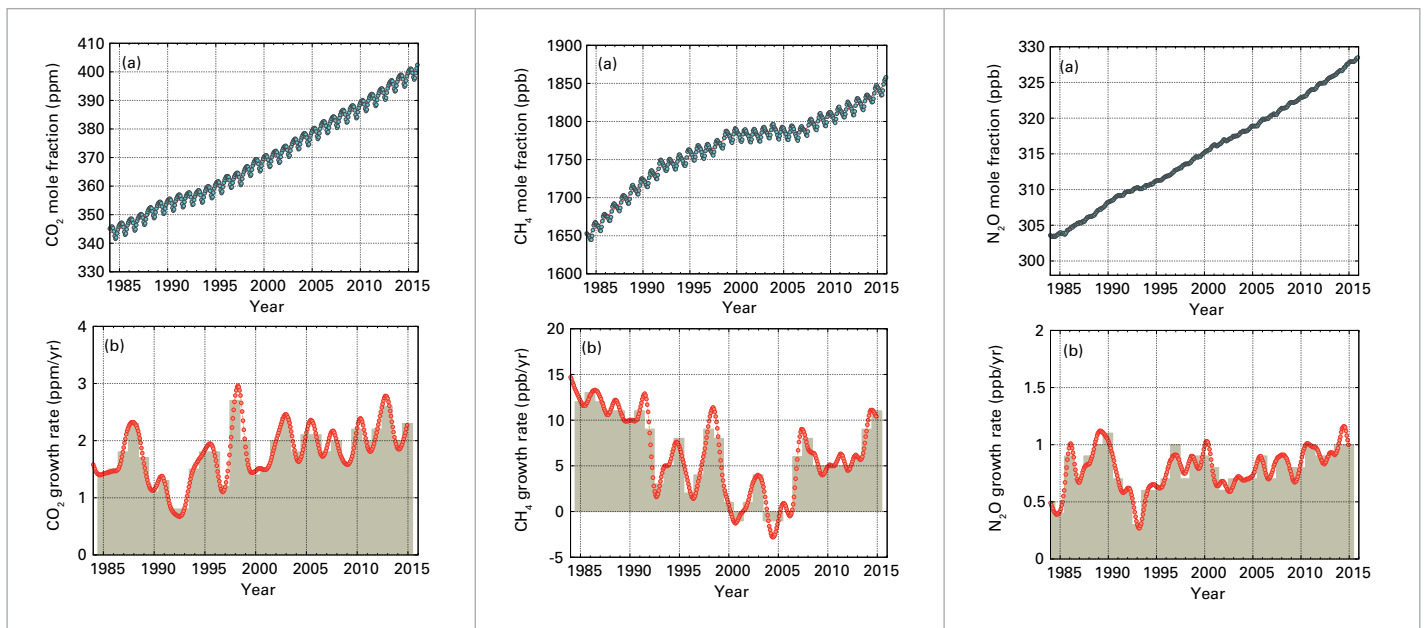 (a)
CO2 mole fraction (ppm)
410
400
390
380
370
360
350
340
330
1985 1990 1995 2000 2005 2010 2015
Year
(b)
CO2 growth rate (ppm/yr)
4
3
2
1
0
1985 1990 1995 2000 2005 2010 2015
Year
(a)
CH4 mole fraction (ppb)
1900
1850
1800
1750
1700
1650
1600
1985 1990 1995 2000 2005 2010 2015
Year
(b)
CH4 growth rate (ppb/yr)
20
15
10
5
0
-5
1985 1990 1995 2000 2005 2010 2015
Year
(a)
N2O mole fraction (ppb)
330
325
320
315
310
305
300
1985 1990 1995 2000 2005 2010 2015
Year
(b)
N2O growth rate (ppb/yr)
2
1.5
1
0.5
0
1985 1990 1995 2000 2005 2010 2015
Year